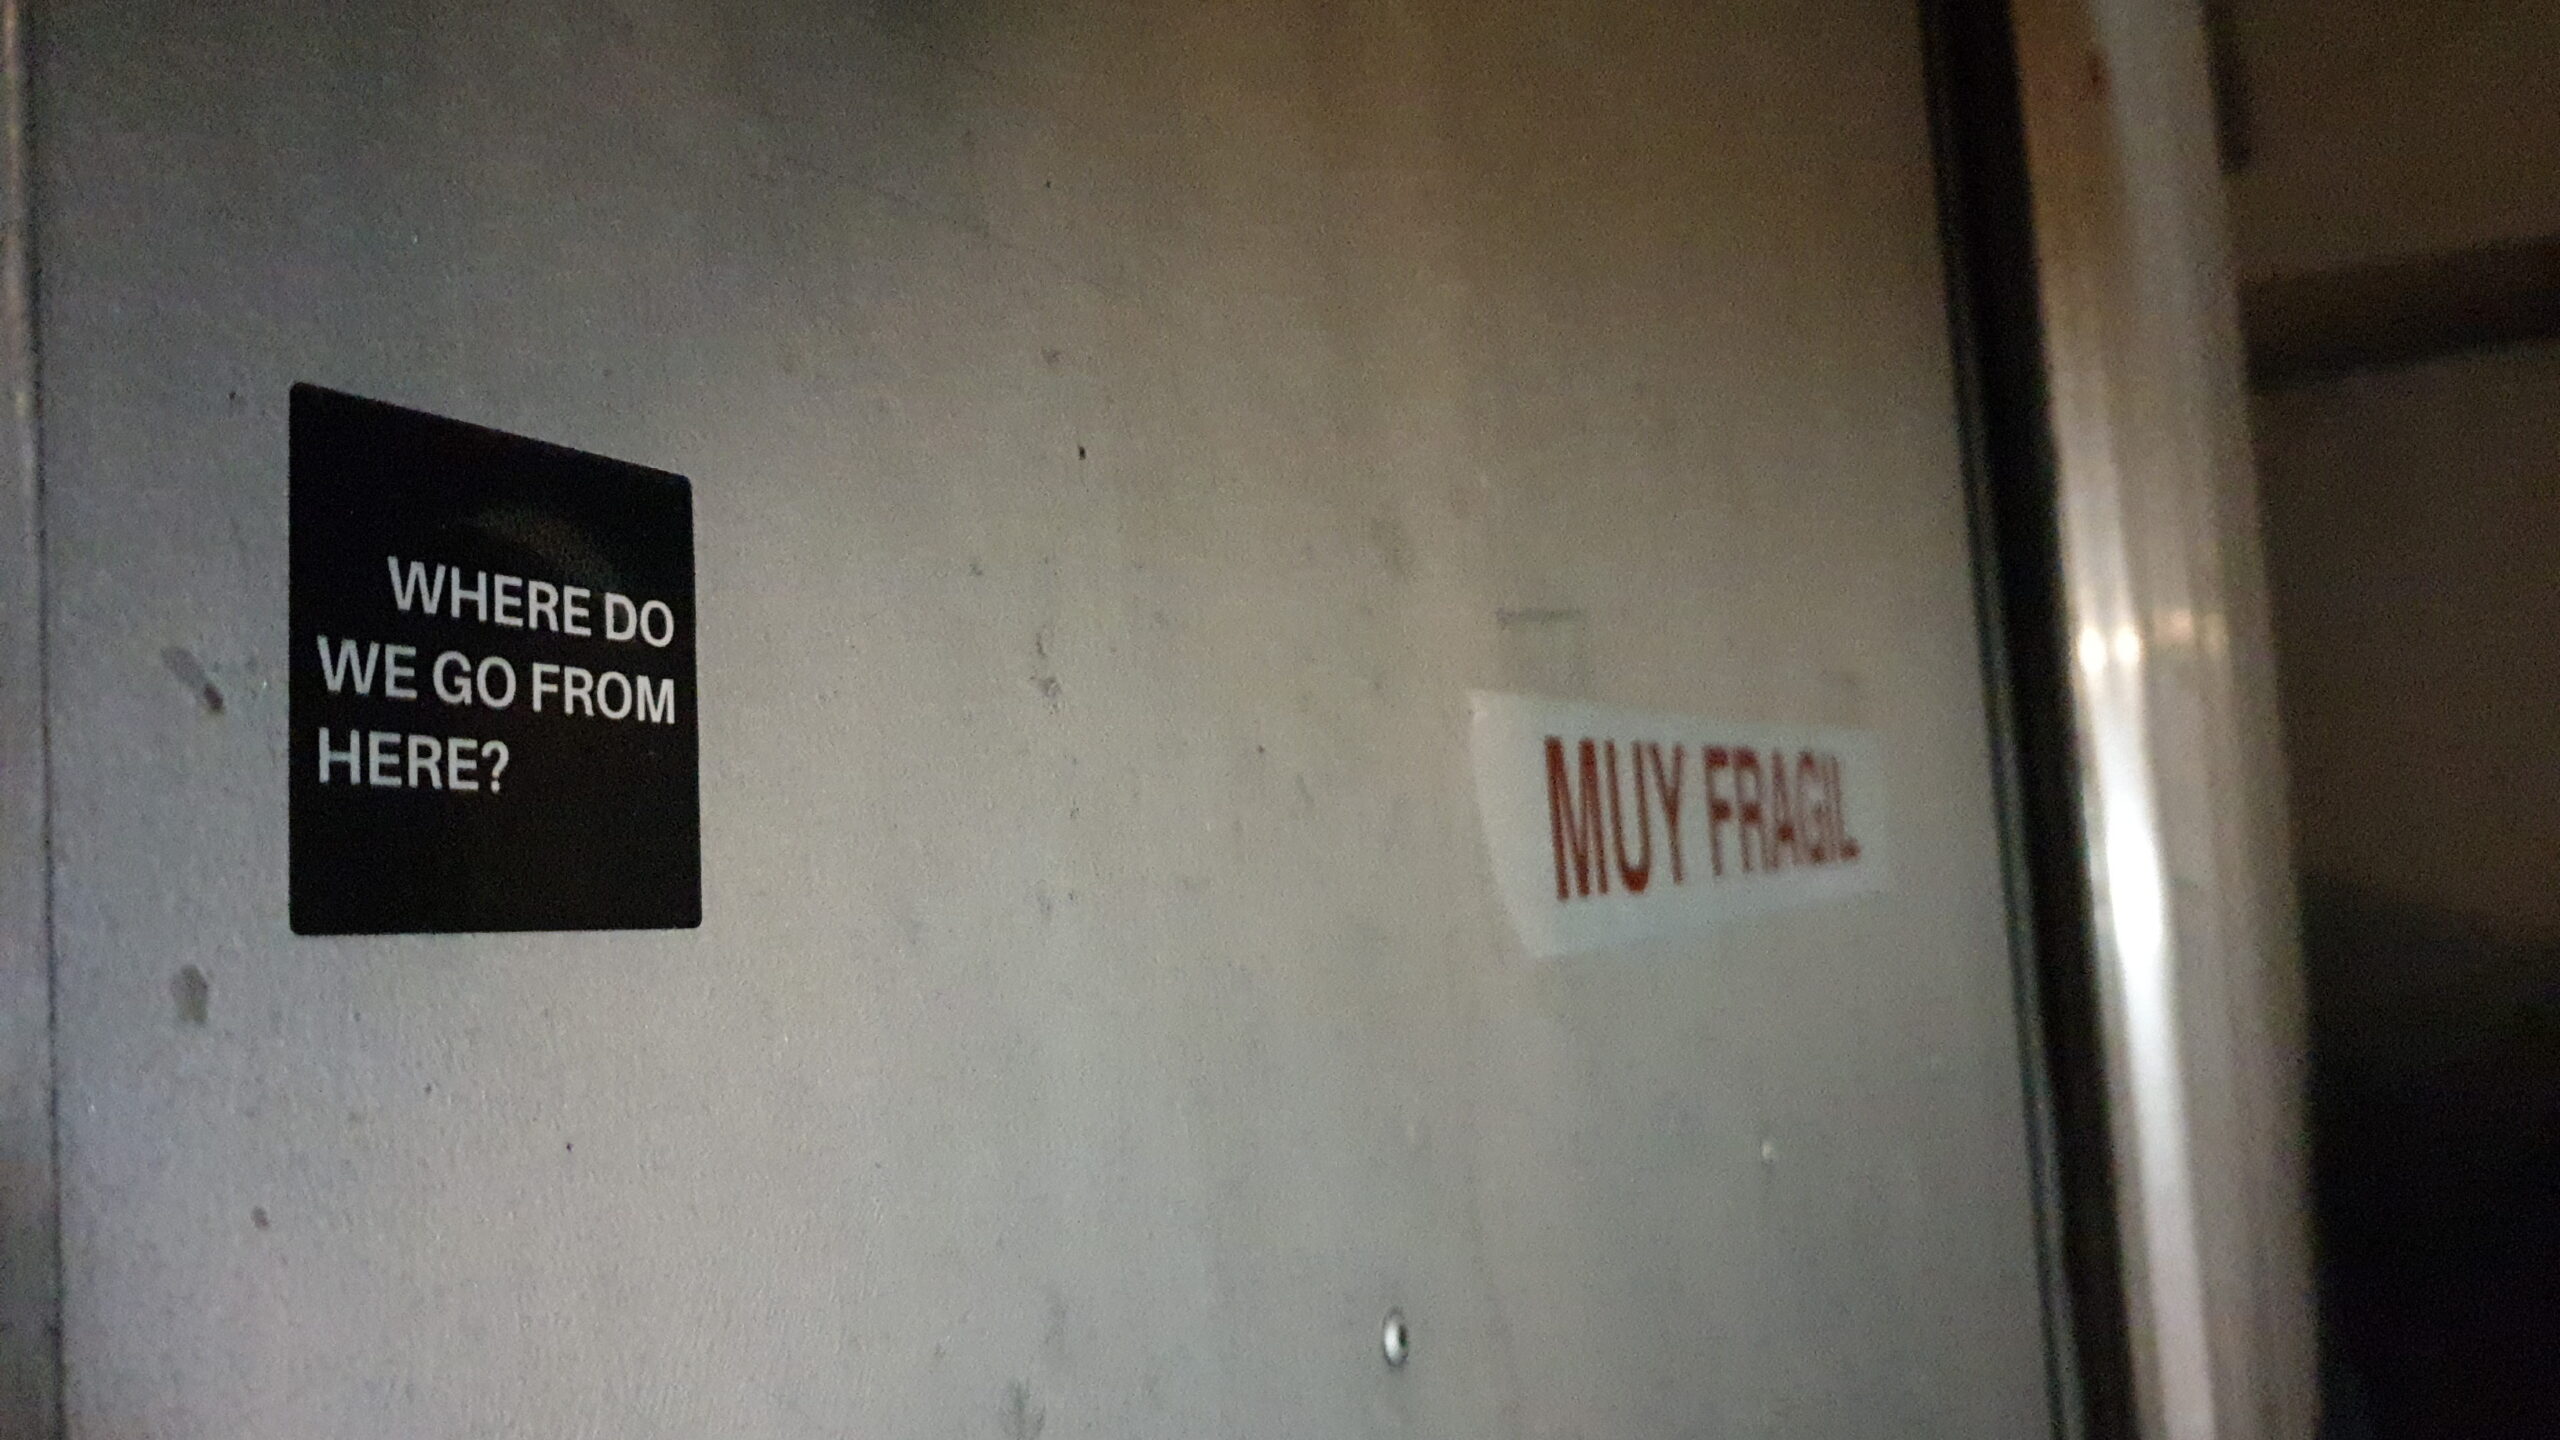 WHERE DO
WE GO FROM
HERE?
MUY FRAGIL